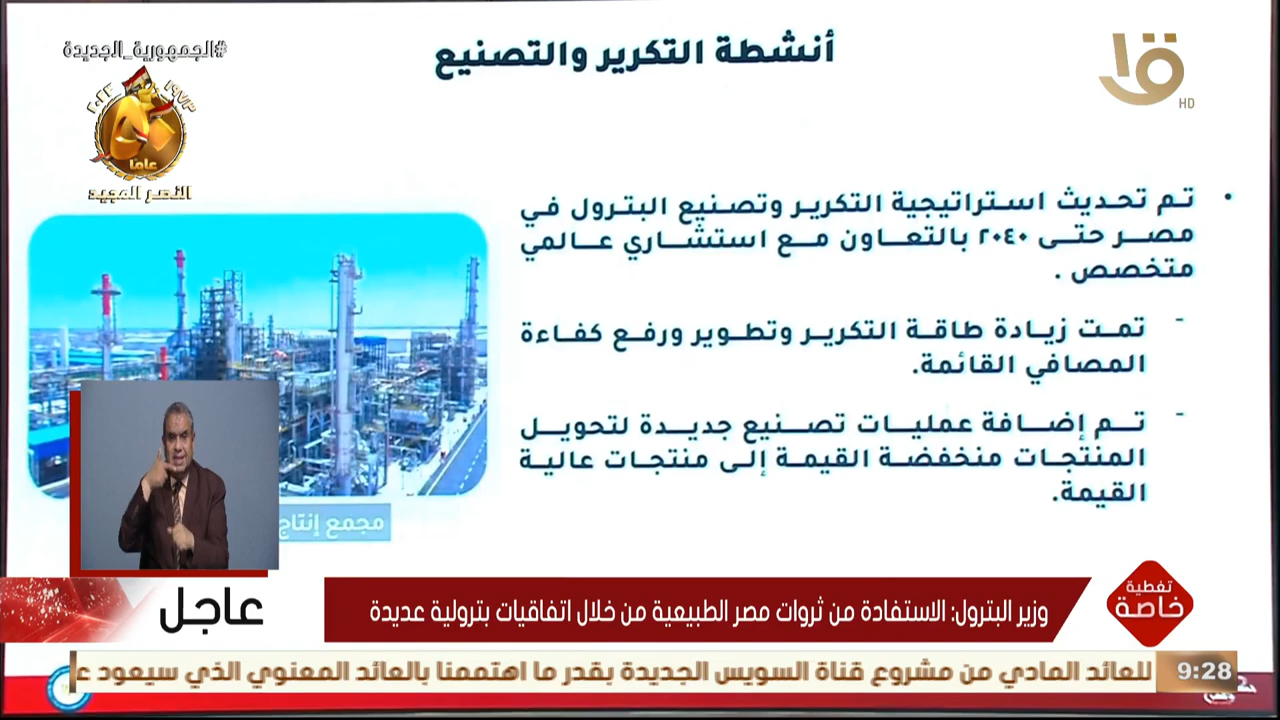 #الجمهورية_الجديدة
١٩٧٣
٢٠٢٣
عامًا
النصر المجيد
أنشطة التكرير والتصنيع
HD
تم تحديث استراتيجية التكرير وتصنيع البترول في
مصر حتى ٢٠٤٠ بالتعاون مع استشاري عالمي
متخصص .
- تمت زيادة طاقة التكرير وتطوير ورفع كفاءة
المصافي القائمة.
- تم إضافة عمليات تصنيع جديدة لتحويل
المنتجات منخفضة القيمة إلى منتجات عالية
القيمة.
مجمع إنتاج
تغطية
خاصة
وزير البترول: الاستفادة من ثروات مصر الطبيعية من خلال اتفاقيات بترولية عديدة
عاجل
9:28
للعائد المادي من مشروع قناة السويس الجديدة بقدر ما اهتممنا بالعائد المعنوي الذي سيعود